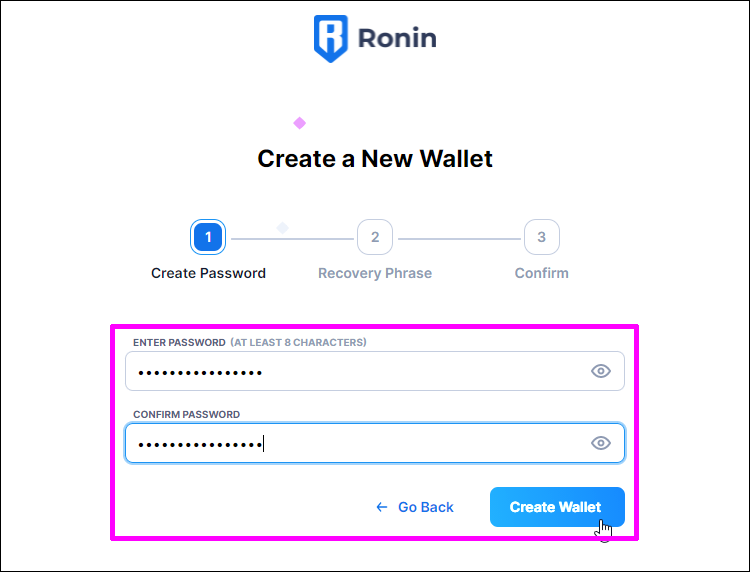 Ronin
Create a New Wallet
1
2
3
Create Password
Recovery Phrase
Confirm
ENTER PASSWORD (AT LEAST 8 CHARACTERS)
••••••••••••••••
CONFIRM PASSWORD
••••••••••••••••
← Go Back
Create Wallet